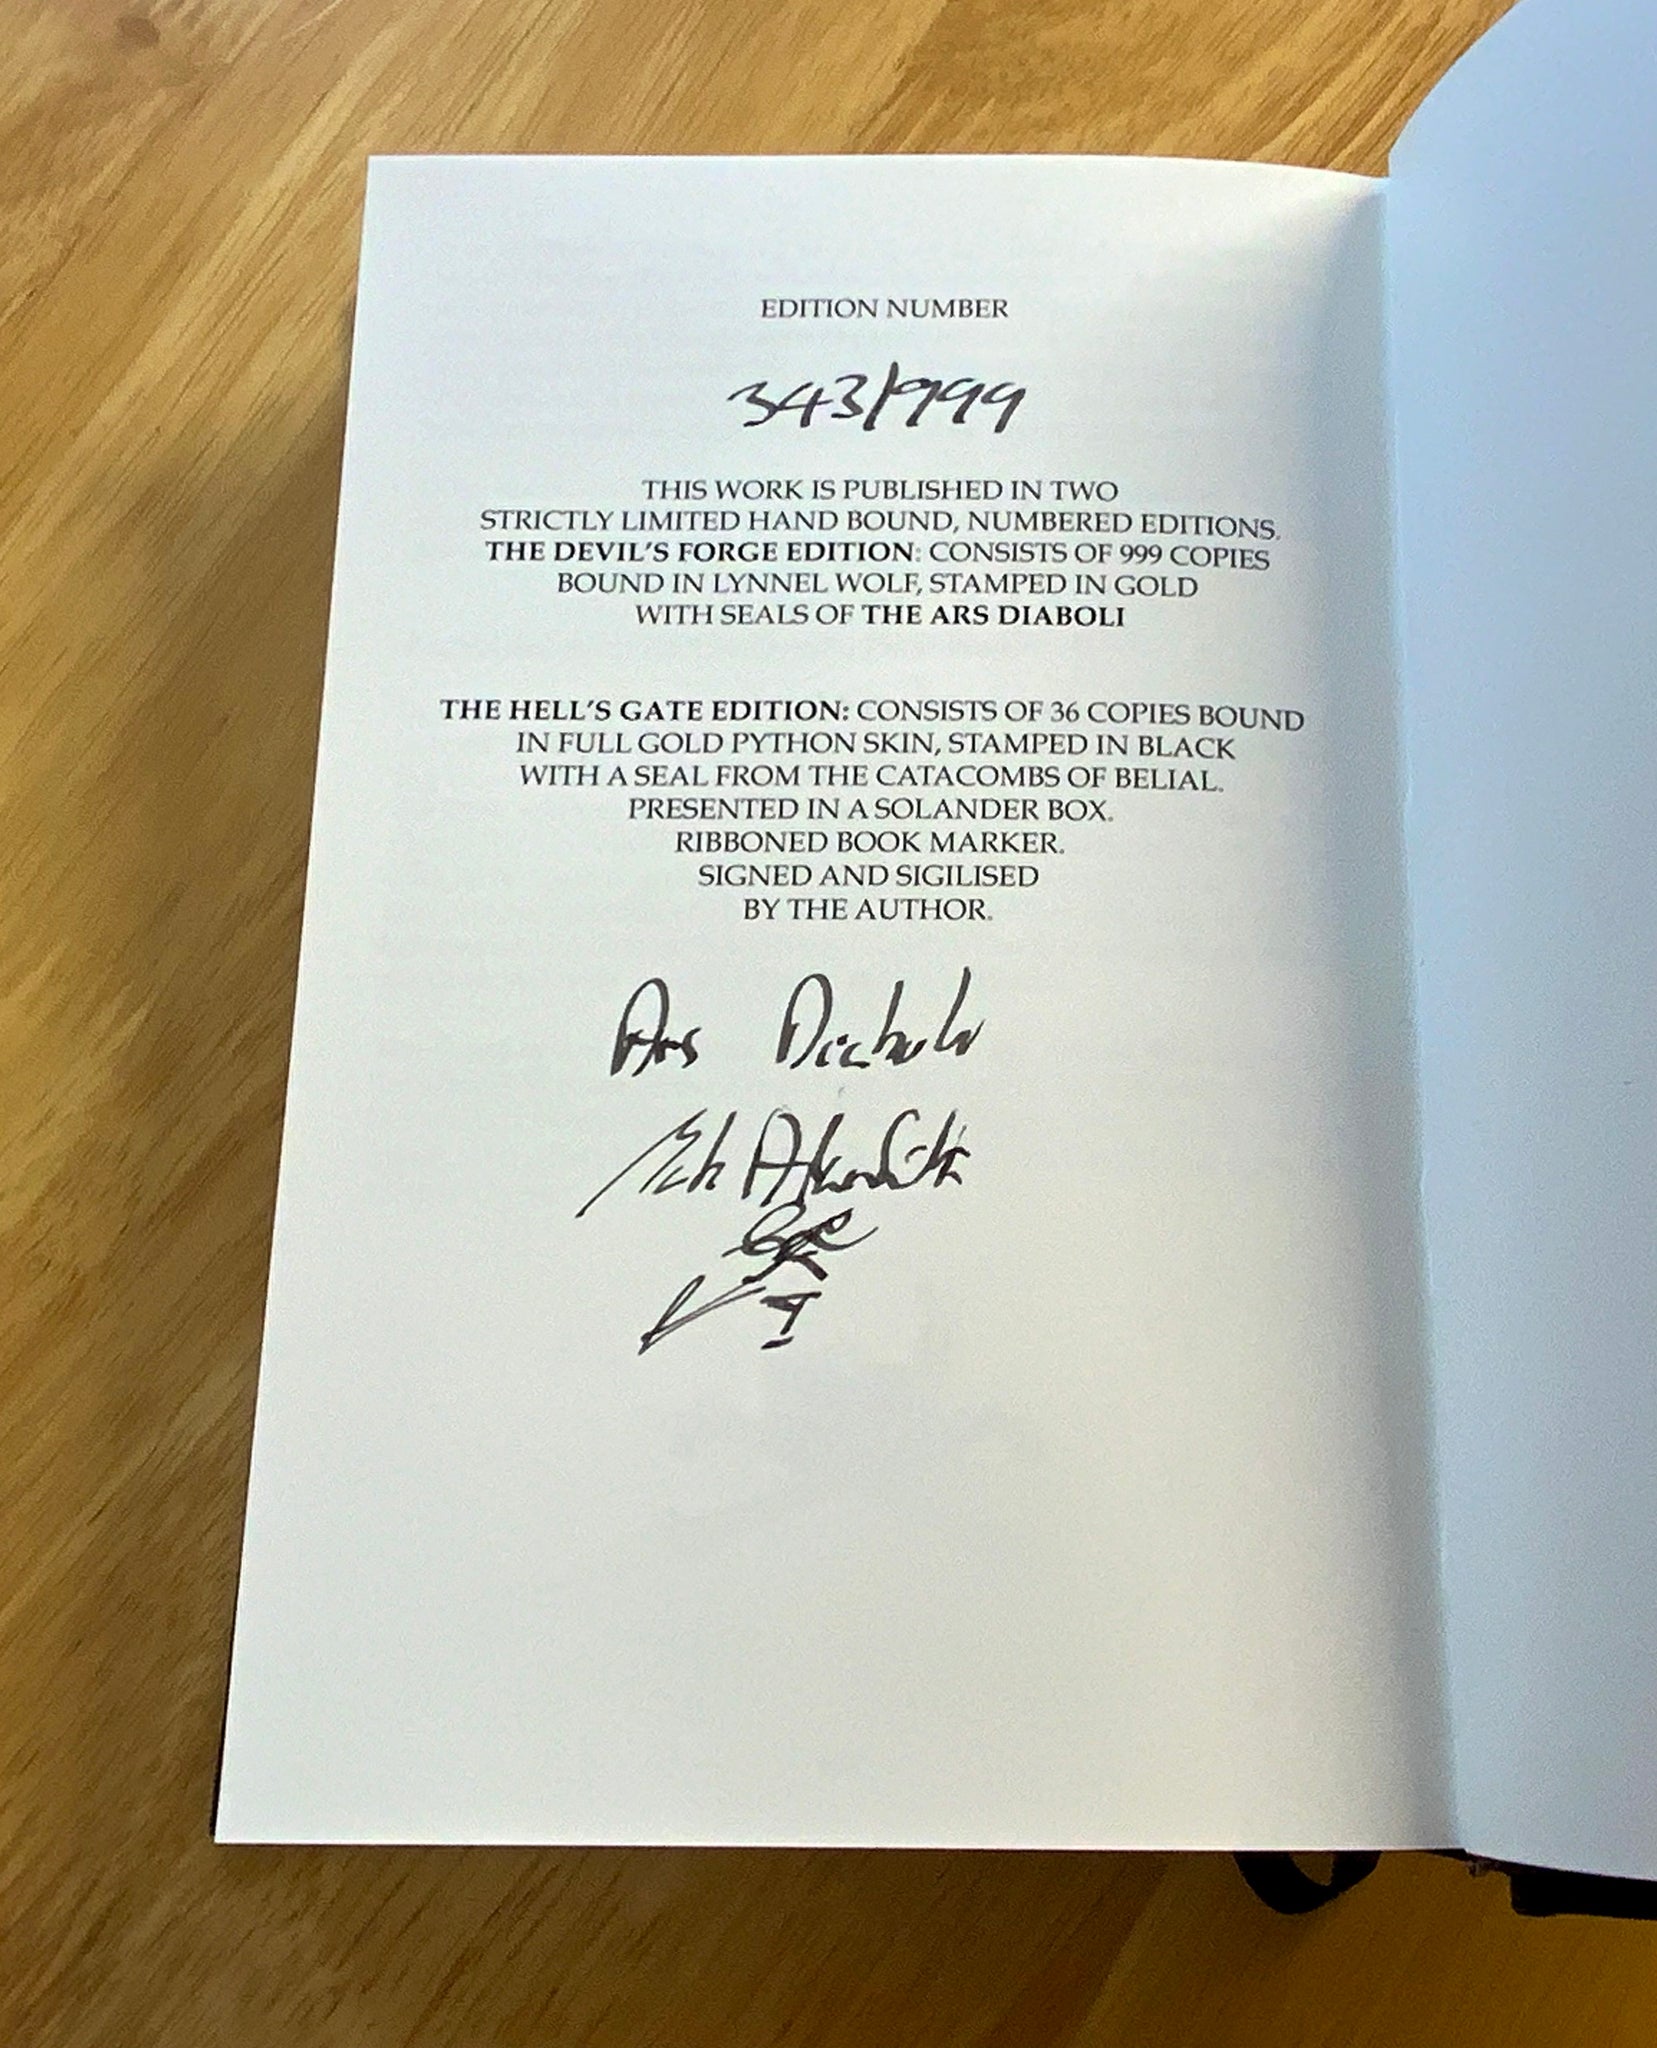 EDITION NUMBER
343/999
THIS WORK IS PUBLISHED IN TWO
STRICTLY LIMITED HAND BOUND, NUMBERED EDITIONS.
THE DEVIL'S FORGE EDITION: CONSISTS OF 999 COPIES
BOUND IN LYNNEL WOLF, STAMPED IN GOLD
WITH SEALS OF THE ARS DIABOLI
THE HELL'S GATE EDITION: CONSISTS OF 36 COPIES BOUND
IN FULL GOLD PYTHON SKIN, STAMPED IN BLACK
WITH A SEAL FROM THE CATACOMBS OF BELIAL.
PRESENTED IN A SOLANDER BOX.
RIBBONED BOOK MARKER.
SIGNED AND SIGILISED
BY THE AUTHOR.
Ars